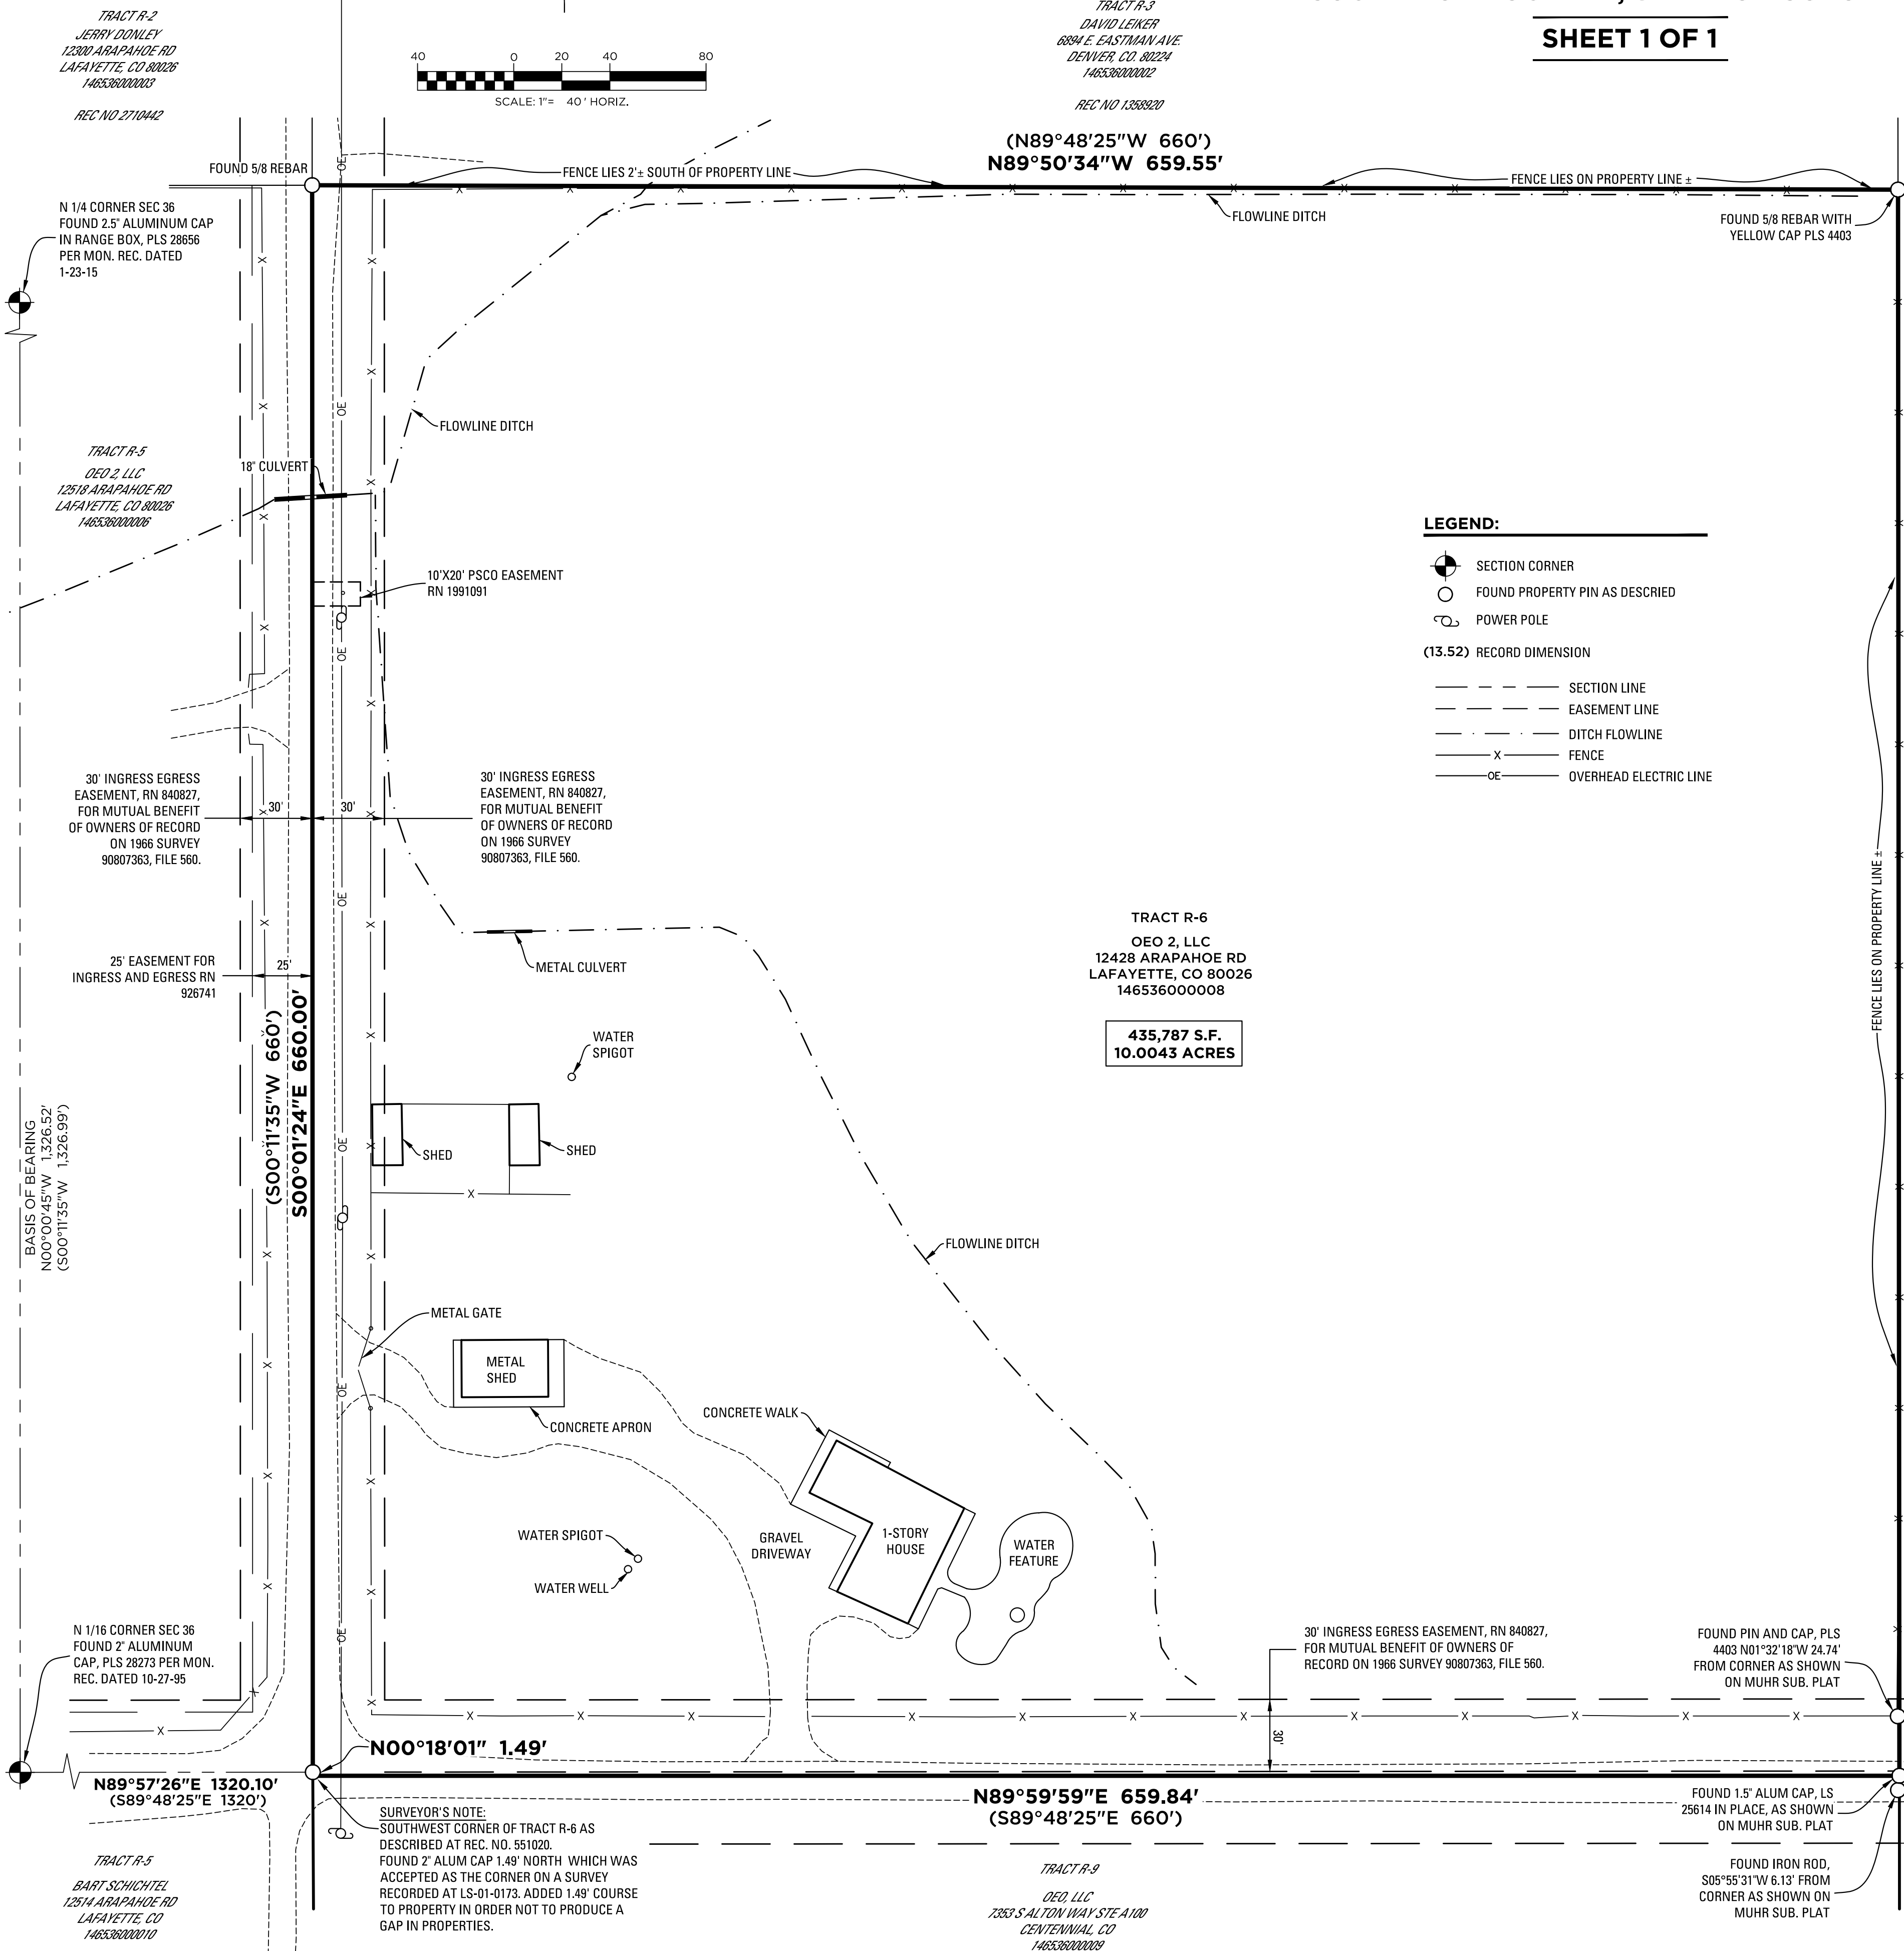 SHEET 1 OF 1
TRACT R-2
JERRY DONLEY
12300 ARAPAHOE RD
LAFAYETTE, CO 80026
146536000003
REC NO 2710442
40 0 20 40 80
SCALE: 1"= 40' HORIZ.
TRACT R-3
DAVID LEIKER
6894 E. EASTMAN AVE.
DENVER, CO. 80224
146536000002
REC NO 1358920
(N89°48'25"W 660')
N89°50'34"W 659.55'
FOUND 5/8 REBAR
FENCE LIES 2'± SOUTH OF PROPERTY LINE
FENCE LIES ON PROPERTY LINE ±
FLOWLINE DITCH
FOUND 5/8 REBAR WITH
YELLOW CAP PLS 4403
N 1/4 CORNER SEC 36
FOUND 2.5" ALUMINUM CAP
IN RANGE BOX, PLS 28656
PER MON. REC. DATED
1-23-15
FLOWLINE DITCH
TRACT R-5
OEO 2, LLC
12518 ARAPAHOE RD
LAFAYETTE, CO 80026
146536000006
18" CULVERT
10'X20' PSCO EASEMENT
RN 1991091
LEGEND:
SECTION CORNER
FOUND PROPERTY PIN AS DESCRIED
POWER POLE
(13.52) RECORD DIMENSION
SECTION LINE
EASEMENT LINE
DITCH FLOWLINE
X FENCE
OE OVERHEAD ELECTRIC LINE
30' INGRESS EGRESS
EASEMENT, RN 840827,
FOR MUTUAL BENEFIT
OF OWNERS OF RECORD
ON 1966 SURVEY
90807363, FILE 560.
30'
30'
30' INGRESS EGRESS
EASEMENT, RN 840827,
FOR MUTUAL BENEFIT
OF OWNERS OF RECORD
ON 1966 SURVEY
90807363, FILE 560.
FENCE LIES ON PROPERTY LINE ±
25' EASEMENT FOR
INGRESS AND EGRESS RN
926741
25'
METAL CULVERT
TRACT R-6
OEO 2, LLC
12428 ARAPAHOE RD
LAFAYETTE, CO 80026
146536000008
435,787 S.F.
10.0043 ACRES
(S00°11'35"W 660')
S00°01'24"E 660.00'
WATER
SPIGOT
SHED
SHED
BASIS OF BEARING
N00°00'45"W 1,326.52'
(S00°11'35"W 1,326.99')
FLOWLINE DITCH
METAL GATE
METAL
SHED
CONCRETE APRON
CONCRETE WALK
WATER SPIGOT
WATER WELL
GRAVEL
DRIVEWAY
1-STORY
HOUSE
WATER
FEATURE
N 1/16 CORNER SEC 36
FOUND 2" ALUMINUM
CAP, PLS 28273 PER MON.
REC. DATED 10-27-95
30' INGRESS EGRESS EASEMENT, RN 840827,
FOR MUTUAL BENEFIT OF OWNERS OF
RECORD ON 1966 SURVEY 90807363, FILE 560.
30'
FOUND PIN AND CAP, PLS
4403 N01°32'18"W 24.74'
FROM CORNER AS SHOWN
ON MUHR SUB. PLAT
N00°18'01" 1.49'
N89°57'26"E 1320.10'
(S89°48'25"E 1320')
N89°59'59"E 659.84'
(S89°48'25"E 660')
FOUND 1.5" ALUM CAP, LS
25614 IN PLACE, AS SHOWN
ON MUHR SUB. PLAT
SURVEYOR'S NOTE:
SOUTHWEST CORNER OF TRACT R-6 AS
DESCRIBED AT REC. NO. 551020.
FOUND 2" ALUM CAP 1.49' NORTH WHICH WAS
ACCEPTED AS THE CORNER ON A SURVEY
RECORDED AT LS-01-0173. ADDED 1.49' COURSE
TO PROPERTY IN ORDER NOT TO PRODUCE A
GAP IN PROPERTIES.
TRACT R-5
BART SCHICHTEL
12514 ARAPAHOE RD
LAFAYETTE, CO
146536000010
TRACT R-9
OEO, LLC
7353 S ALTON WAY STE A100
CENTENNIAL, CO
146536000009
FOUND IRON ROD,
S05°55'31"W 6.13' FROM
CORNER AS SHOWN ON
MUHR SUB. PLAT